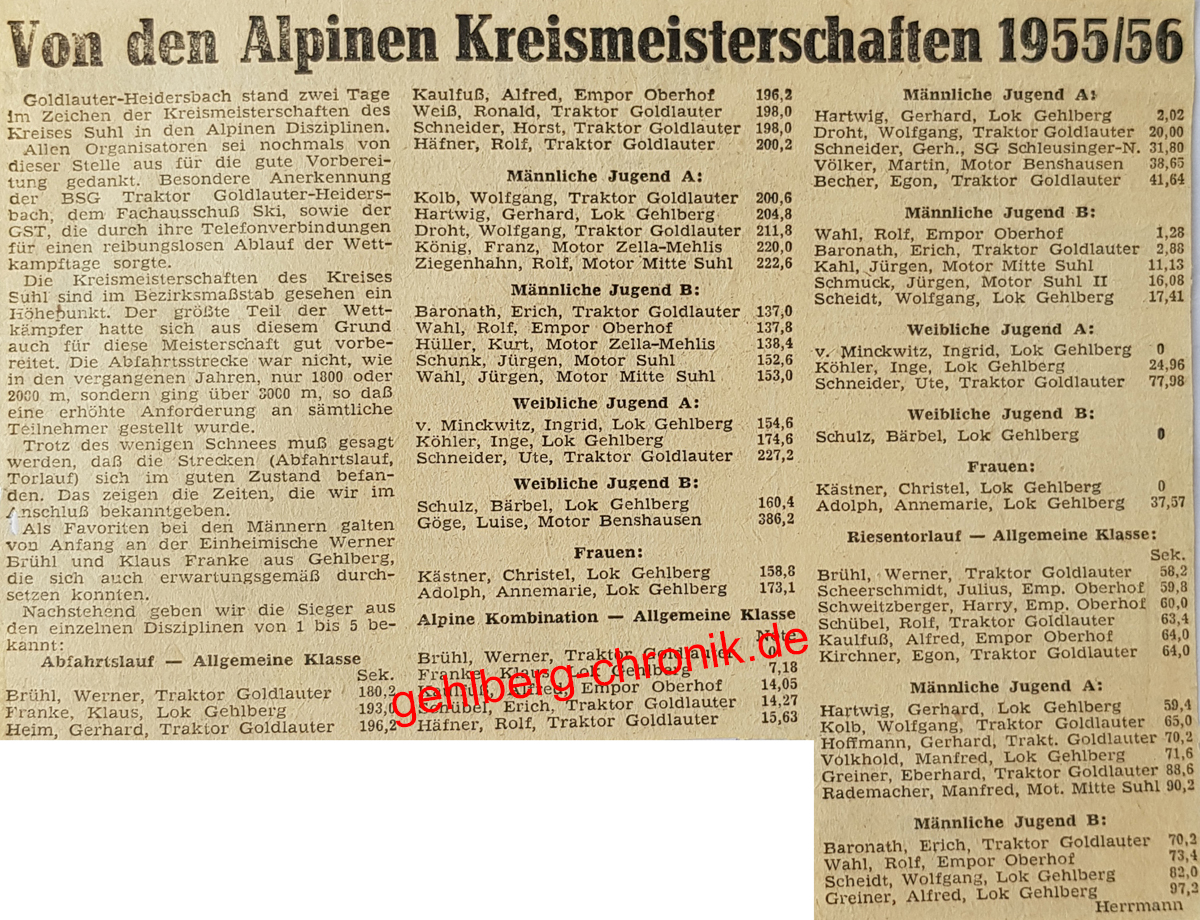 Von den Alpinen Kreismeisterschaften 1955/56
Goldlauter-Heidersbach stand zwei Tage
im Zeichen der Kreismeisterschaften des
Kreises Suhl in den Alpinen Disziplinen.
Allen Organisatoren sei nochmals von
dieser Stelle aus für die gute Vorberei-
tung gedankt. Besondere Anerkennung
der BSG Traktor Goldlauter-Heiders-
bach, dem Fachausschuß Ski, sowie der
GST, die durch ihre Telefonverbindungen
für einen reibungslosen Ablauf der Wett-
kampftage sorgte.
Die Kreismeisterschaften des Kreises
Suhl sind im Bezirksmaßstab gesehen ein
Höhepunkt. Der größte Teil der Wett-
kämpfer hatte sich aus diesem Grund
auch für diese Meisterschaft gut vorbe-
reitet. Die Abfahrtsstrecke war nicht, wie
in den vergangenen Jahren, nur 1800 oder
2000 m, sondern ging über 3000 m, so daß
eine erhöhte Anforderung an sämtliche
Teilnehmer gestellt wurde.
Trotz des wenigen Schnees muß gesagt
werden, daß die Strecken (Abfahrtslauf,
Torlauf) sich im guten Zustand befan-
den. Das zeigen die Zeiten, die wir im
Anschluß bekanntgeben.
Als Favoriten bei den Männern galten
von Anfang an der Einheimische Werner
Brühl und Klaus Franke aus Gehlberg,
die sich auch erwartungsgemäß durch-
setzen konnten.
Nachstehend geben wir die Sieger aus
den einzelnen Disziplinen von 1 bis 5 be-
kannt:
Abfahrtslauf — Allgemeine Klasse
Sek.
Brühl, Werner, Traktor Goldlauter 180,2
Franke, Klaus, Lok Gehlberg 193,0
Heim, Gerhard, Traktor Goldlauter 196,2
Kaulfuß, Alfred, Empor Oberhof 196,2
Weiß, Ronald, Traktor Goldlauter 198,0
Schneider, Horst, Traktor Goldlauter 198,0
Häfner, Rolf, Traktor Goldlauter 200,2
Männliche Jugend A:
Kolb, Wolfgang, Traktor Goldlauter 200,6
Hartwig, Gerhard, Lok Gehlberg 204,8
Droht, Wolfgang, Traktor Goldlauter 211,8
König, Franz, Motor Zella-Mehlis 220,0
Ziegenhahn, Rolf, Motor Mitte Suhl 222,6
Männliche Jugend B:
Baronath, Erich, Traktor Goldlauter 137,0
Wahl, Rolf, Empor Oberhof 137,8
Hüller, Kurt, Motor Zella-Mehlis 138,4
Schunk, Jürgen, Motor Suhl 152,6
Wahl, Jürgen, Motor Mitte Suhl 153,0
Weibliche Jugend A:
v. Minckwitz, Ingrid, Lok Gehlberg 154,6
Köhler, Inge, Lok Gehlberg 174,6
Schneider, Ute, Traktor Goldlauter 227,2
Weibliche Jugend B:
Schulz, Bärbel, Lok Gehlberg 160,4
Göge, Luise, Motor Benshausen 386,2
Frauen:
Kästner, Christel, Lok Gehlberg 158,8
Adolph, Annemarie, Lok Gehlberg 173,1
Alpine Kombination — Allgemeine Klasse
Note
Brühl, Werner, Traktor Goldlauter 0
Franke, Klaus, Lok Gehlberg 7,18
Kaulfuß, Alfred, Empor Oberhof 14,05
Schübel, Erich, Traktor Goldlauter 14,27
Häfner, Rolf, Traktor Goldlauter 15,63
gehlberg-chronik.de
Männliche Jugend A:
Hartwig, Gerhard, Lok Gehlberg 2,02
Droht, Wolfgang, Traktor Goldlauter 20,00
Schneider, Gerh., SG Schleusinger-N. 31,80
Völker, Martin, Motor Benshausen 38,65
Becher, Egon, Traktor Goldlauter 41,64
Männliche Jugend B:
Wahl, Rolf, Empor Oberhof 1,28
Baronath, Erich, Traktor Goldlauter 2,88
Kahl, Jürgen, Motor Mitte Suhl 11,13
Schmuck, Jürgen, Motor Suhl II 16,08
Scheidt, Wolfgang, Lok Gehlberg 17,41
Weibliche Jugend A:
v. Minckwitz, Ingrid, Lok Gehlberg 0
Köhler, Inge, Lok Gehlberg 24,96
Schneider, Ute, Traktor Goldlauter 77,98
Weibliche Jugend B:
Schulz, Bärbel, Lok Gehlberg 0
Frauen:
Kästner, Christel, Lok Gehlberg 0
Adolph, Annemarie, Lok Gehlberg 37,57
Riesentorlauf — Allgemeine Klasse:
Sek.
Brühl, Werner, Traktor Goldlauter 58,2
Scheerschmidt, Julius, Emp. Oberhof 59,8
Schweitzberger, Harry, Emp. Oberhof 60,0
Schübel, Rolf, Traktor Goldlauter 63,4
Kaulfuß, Alfred, Empor Oberhof 64,0
Kirchner, Egon, Traktor Goldlauter 64,0
Männliche Jugend A:
Hartwig, Gerhard, Lok Gehlberg 59,4
Kolb, Wolfgang, Traktor Goldlauter 65,0
Hoffmann, Gerhard, Trakt. Goldlauter 70,2
Volkhold, Manfred, Lok Gehlberg 71,6
Greiner, Eberhard, Traktor Goldlauter 88,6
Rademacher, Manfred, Mot. Mitte Suhl 90,2
Männliche Jugend B:
Baronath, Erich, Traktor Goldlauter 70,2
Wahl, Rolf, Empor Oberhof 73,4
Scheidt, Wolfgang, Lok Gehlberg 82,0
Greiner, Alfred, Lok Gehlberg 97,2
Herrmann